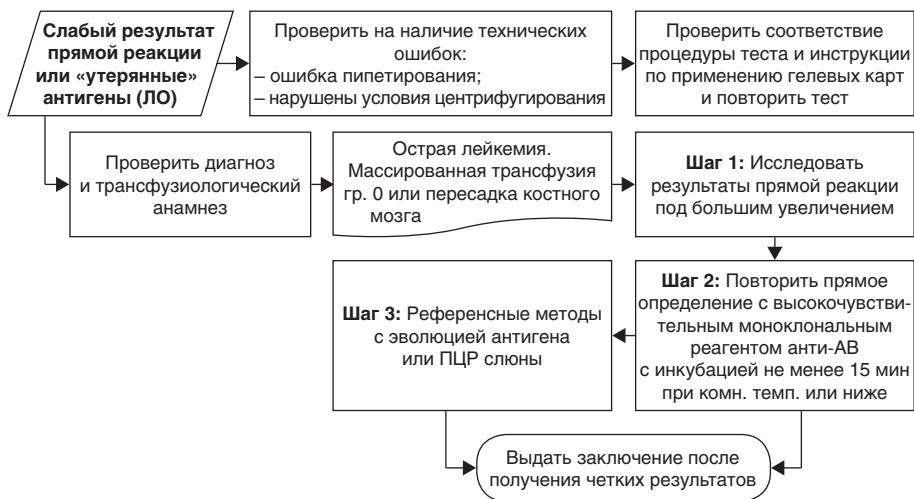 Слабый результат
прямой реакции
или «утерянные»
антигены (ЛО)
Проверить на наличие технических
ошибок:
– ошибка пипетирования;
– нарушены условия центрифугирования
Проверить соответствие
процедуры теста и инструкции
по применению гелевых карт
и повторить тест
Проверить диагноз
и трансфузиологический
анамнез
Острая лейкемия.
Массированная трансфузия
гр. 0 или пересадка костного
мозга
Шаг 1: Исследовать
результаты прямой реакции
под большим увеличением
Шаг 2: Повторить прямое
определение с высокочувстви-
тельным моноклональным
реагентом анти-АВ
с инкубацией не менее 15 мин
при комн. темп. или ниже
Шаг 3: Референсные методы
с эволюцией антигена
или ПЦР слюны
Выдать заключение после
получения четких результатов